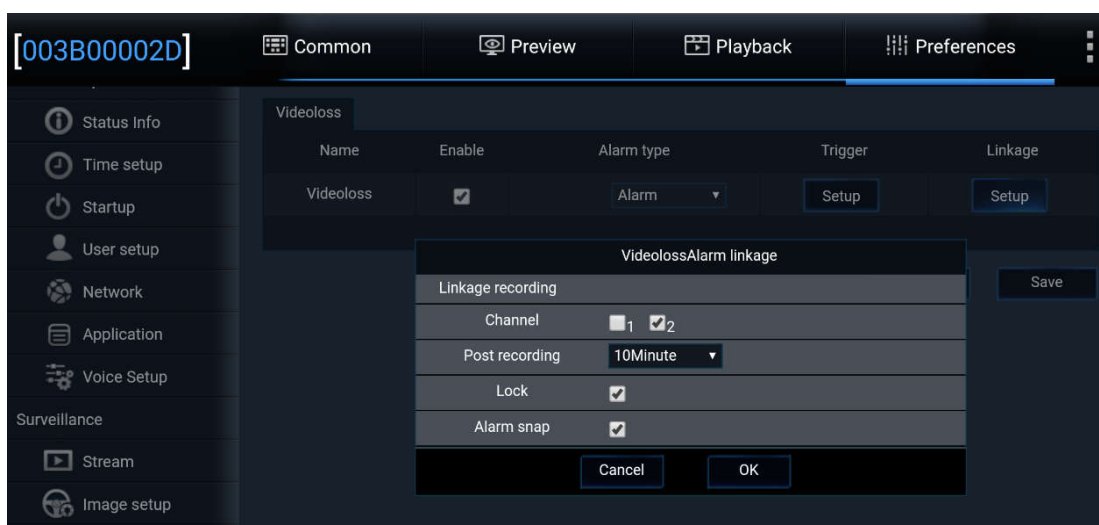 [003B00002D]
Common
Preview
Playback
Preferences
Status Info
Time setup
Startup
User setup
Network
Application
Voice Setup
Surveillance
Stream
Image setup
Videoloss
Name Enable Alarm type Trigger Linkage
Videoloss Alarm Setup Setup
Save
VideolossAlarm linkage
Linkage recording
Channel 1 2
Post recording 10Minute
Lock
Alarm snap
Cancel OK